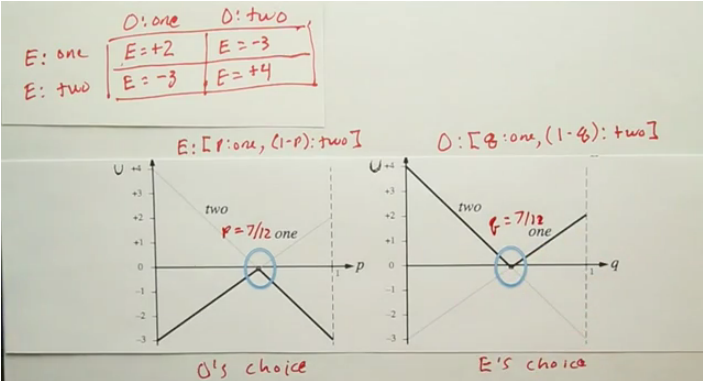 O: one O: two
E: one E=+2 E=-3
E: two E=-3 E=+4
E:[p:one, (1-p):two]
O:[q:one, (1-q):two]
U +4
+3
+2
+1
0
-1
-2
-3
two
p=7/12 one
1
p
O's choice
U +4
+3
+2
+1
0
-1
-2
-3
two
q=7/12
one
1
q
E's choice